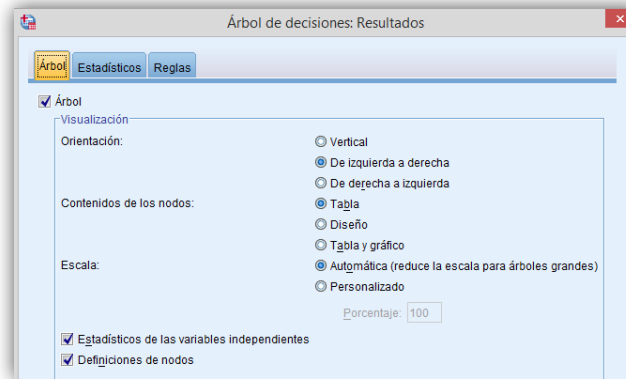 Árbol de decisiones: Resultados
Árbol Estadísticos Reglas
Árbol
Visualización
Orientación:
Vertical
De izquierda a derecha
De derecha a izquierda
Contenidos de los nodos:
Tabla
Diseño
Tabla y gráfico
Escala:
Automática (reduce la escala para árboles grandes)
Personalizado
Porcentaje: 100
Estadísticos de las variables independientes
Definiciones de nodos